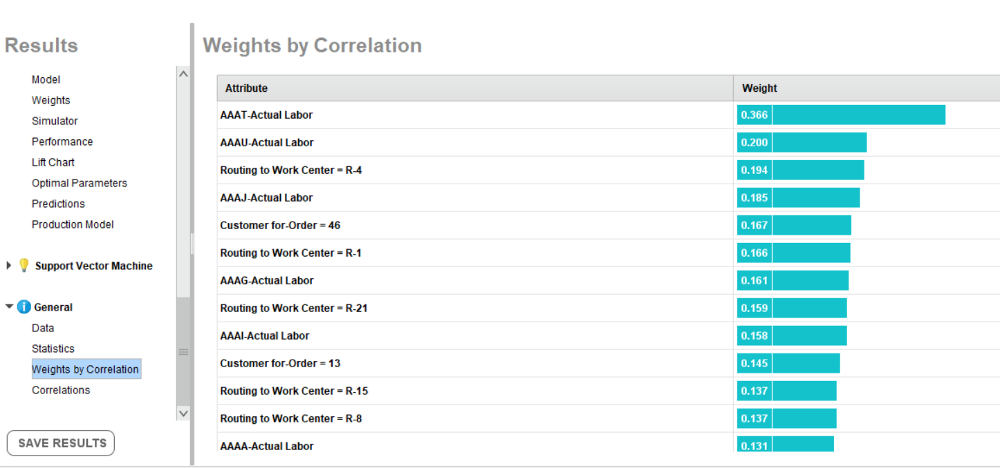 Results
Model
Weights
Simulator
Performance
Lift Chart
Optimal Parameters
Predictions
Production Model
Support Vector Machine
General
Data
Statistics
Weights by Correlation
Correlations
SAVE RESULTS
Weights by Correlation
Attribute Weight
AAAT-Actual Labor 0.366
AAAU-Actual Labor 0.200
Routing to Work Center = R-4 0.194
AAAJ-Actual Labor 0.185
Customer for-Order = 46 0.167
Routing to Work Center = R-1 0.166
AAAG-Actual Labor 0.161
Routing to Work Center = R-21 0.159
AAAI-Actual Labor 0.158
Customer for-Order = 13 0.145
Routing to Work Center = R-15 0.137
Routing to Work Center = R-8 0.137
AAAA-Actual Labor 0.131